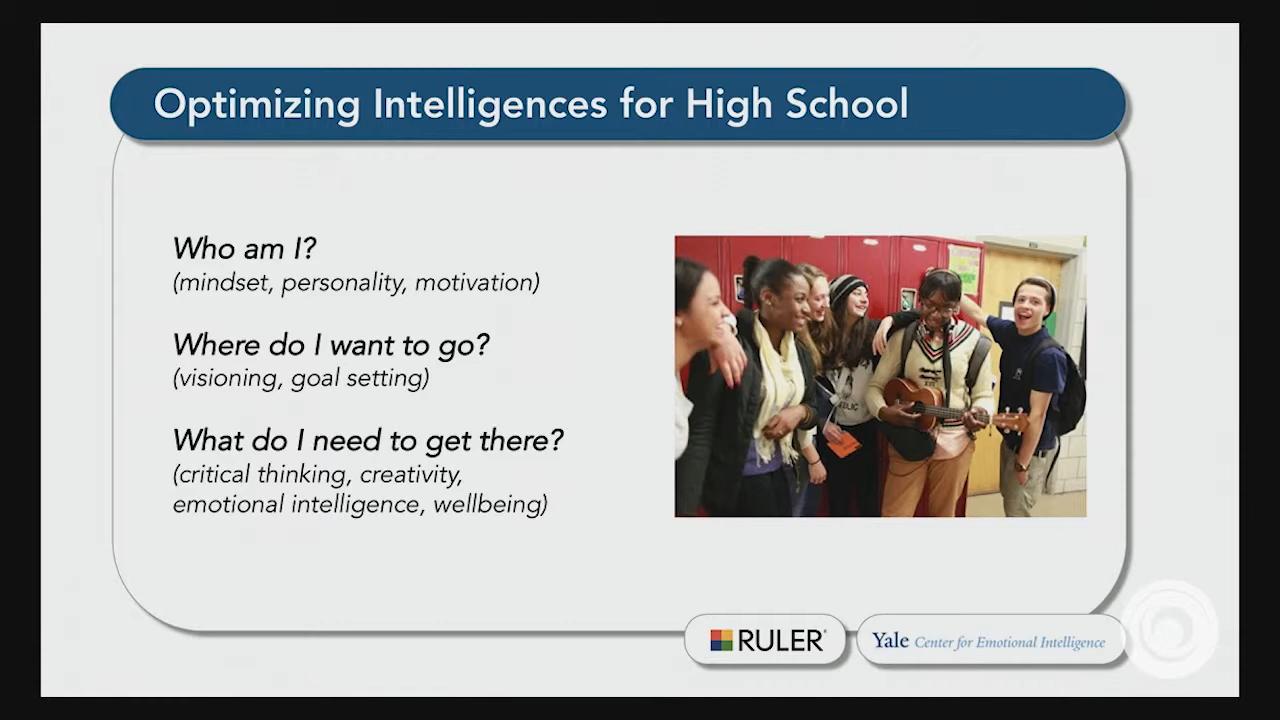 Optimizing Intelligences for High School
Who am I?
(mindset, personality, motivation)
Where do I want to go?
(visioning, goal setting)
What do I need to get there?
(critical thinking, creativity,
emotional intelligence, wellbeing)
RULER®
Yale Center for Emotional Intelligence